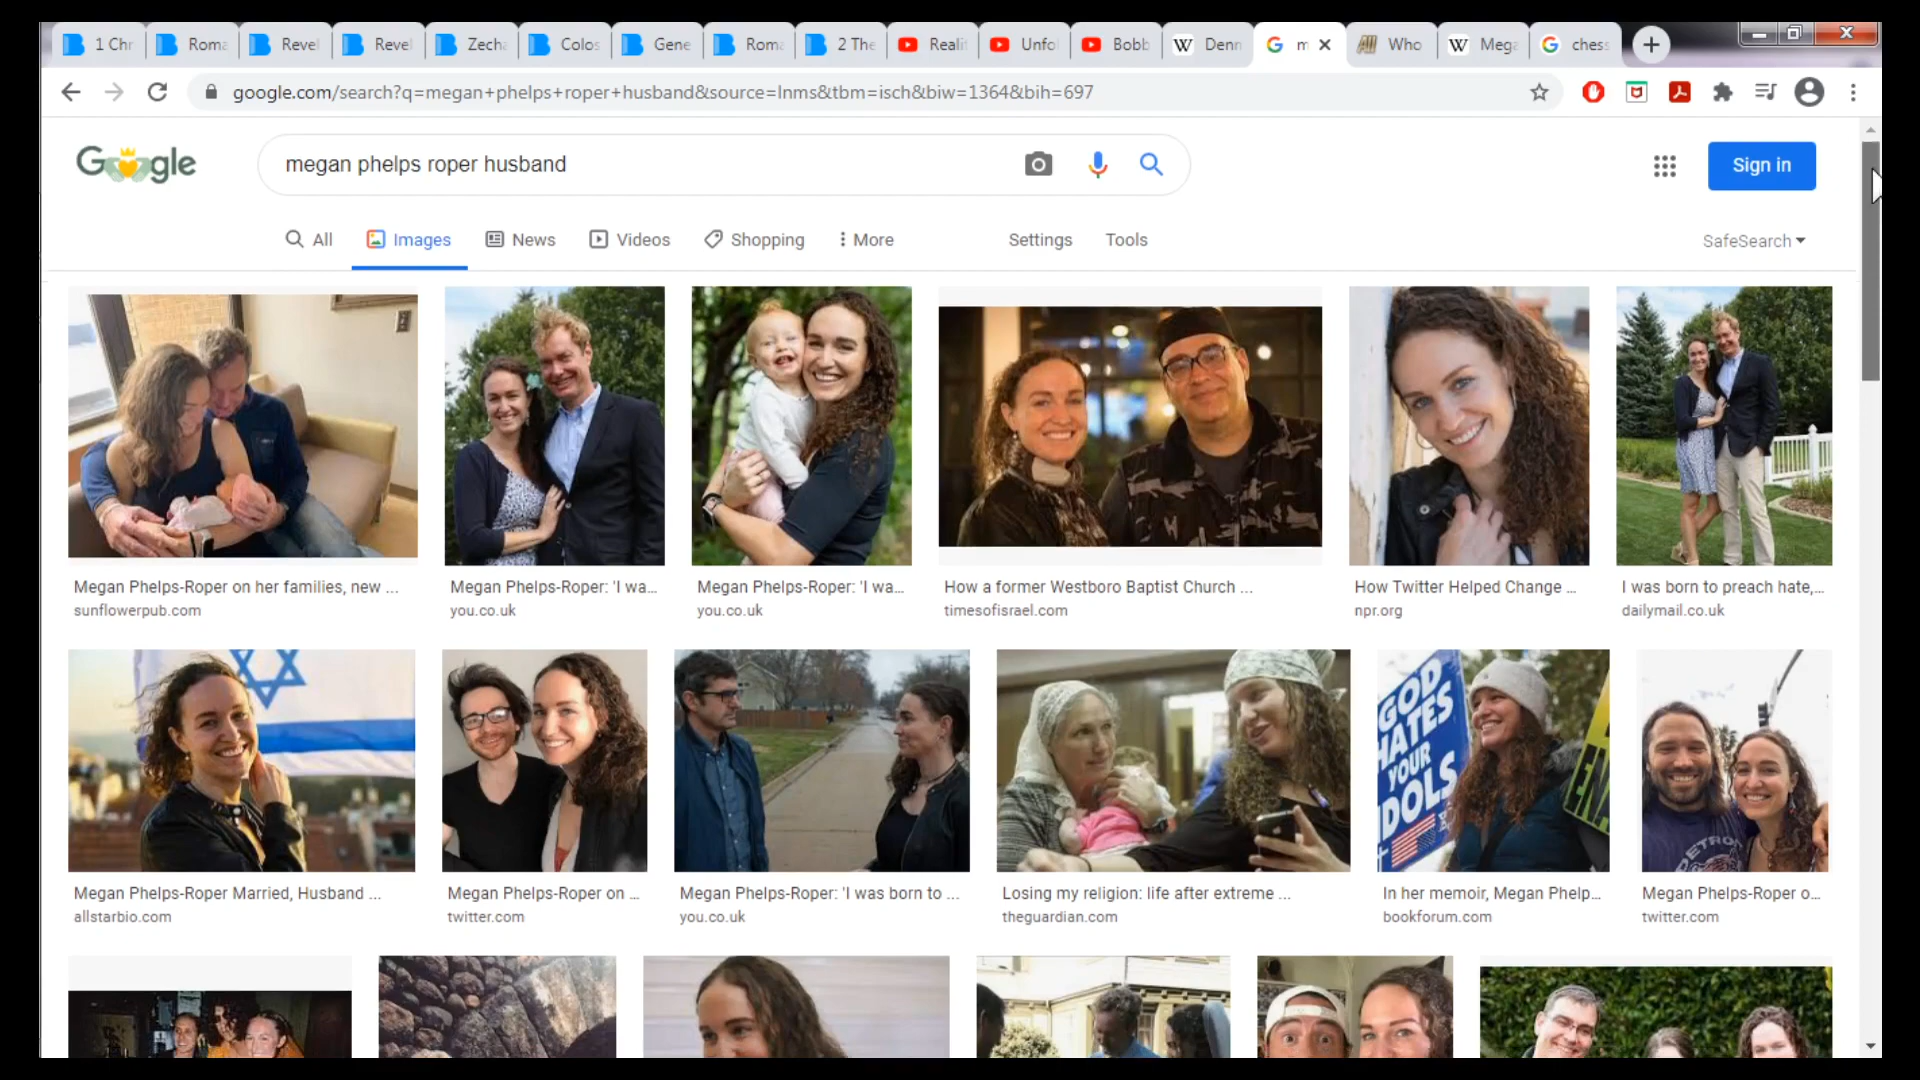 1 Chr
Roma
Revel
Revel
Zecha
Colos
Gene
Roma
2 The
Reali
Unfo
Bobb
Denn
m
Who
Mega
chess
google.com/search?q=megan+phelps+roper+husband&source=lnms&tbm=isch&biw=1364&bih=697
Google
megan phelps roper husband
Sign in
All
Images
News
Videos
Shopping
More
Settings
Tools
SafeSearch
Megan Phelps-Roper on her families, new ...
sunflowerpub.com
Megan Phelps-Roper: 'I wa...
you.co.uk
Megan Phelps-Roper: 'I wa...
you.co.uk
How a former Westboro Baptist Church ...
timesofisrael.com
How Twitter Helped Change ...
npr.org
I was born to preach hate,...
dailymail.co.uk
GOD
HATES
YOUR
IDOLS
DETRO
Megan Phelps-Roper Married, Husband ...
allstarbio.com
Megan Phelps-Roper on ...
twitter.com
Megan Phelps-Roper: 'I was born to ...
you.co.uk
Losing my religion: life after extreme ...
theguardian.com
In her memoir, Megan Phelp...
bookforum.com
Megan Phelps-Roper o...
twitter.com